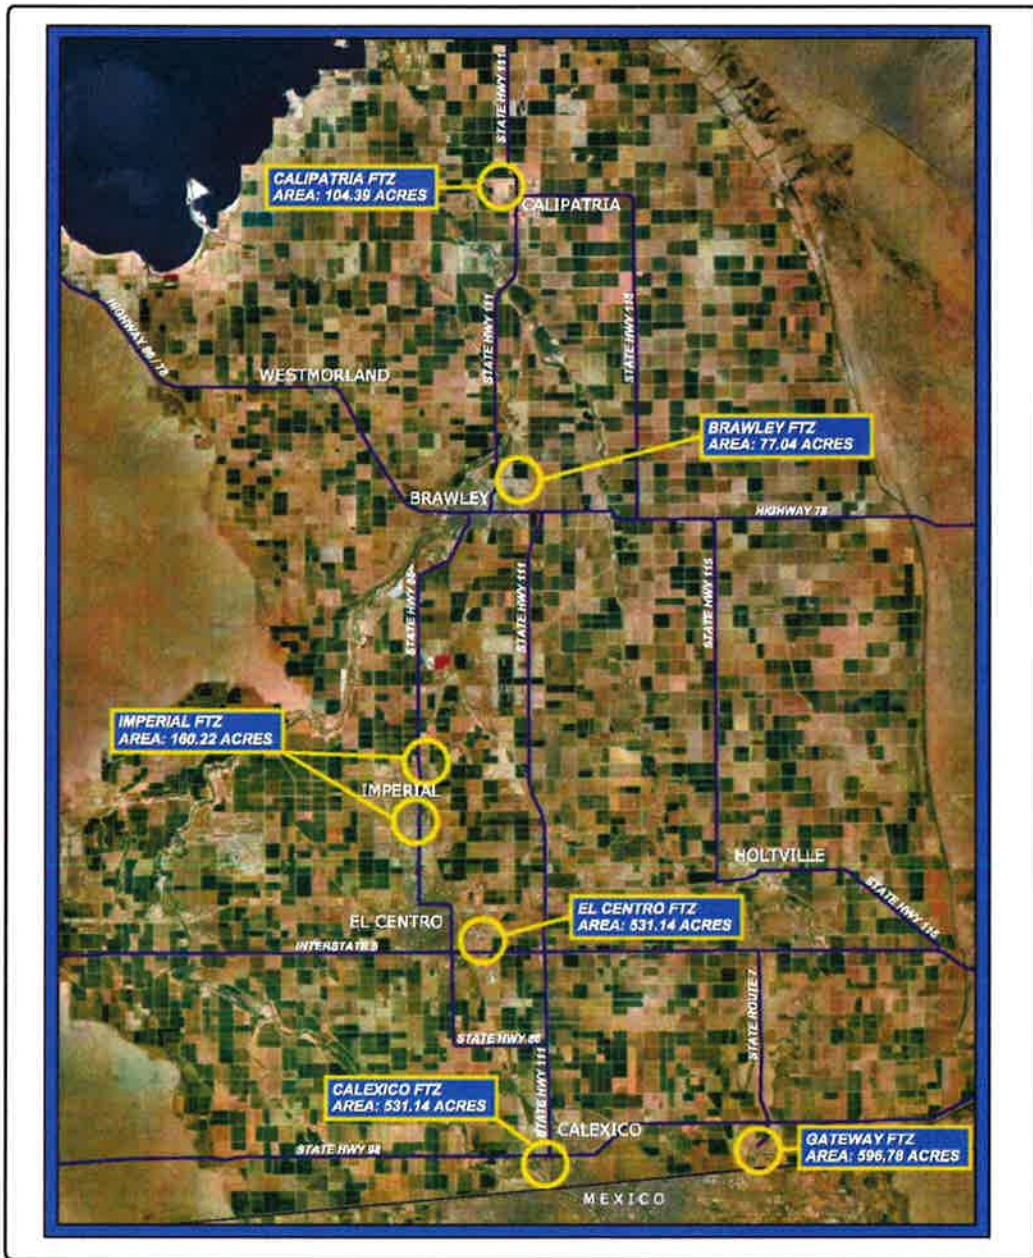 STATE HWY 111
CALIPATRIA FTZ
AREA: 104.39 ACRES
CALIPATRIA
HIGHWAY 86 / 78
STATE HWY 111
STATE HWY 115
WESTMORLAND
BRAWLEY FTZ
AREA: 77.04 ACRES
BRAWLEY
HIGHWAY 78
STATE HWY 86
STATE HWY 111
STATE HWY 115
IMPERIAL FTZ
AREA: 160.22 ACRES
IMPERIAL
HOLTVILLE
STATE HWY 115
EL CENTRO FTZ
AREA: 531.14 ACRES
EL CENTRO
INTERSTATE 8
STATE ROUTE 7
STATE HWY 86
STATE HWY 111
CALEXICO FTZ
AREA: 531.14 ACRES
CALEXICO
GATEWAY FTZ
AREA: 596.78 ACRES
STATE HWY 98
MEXICO